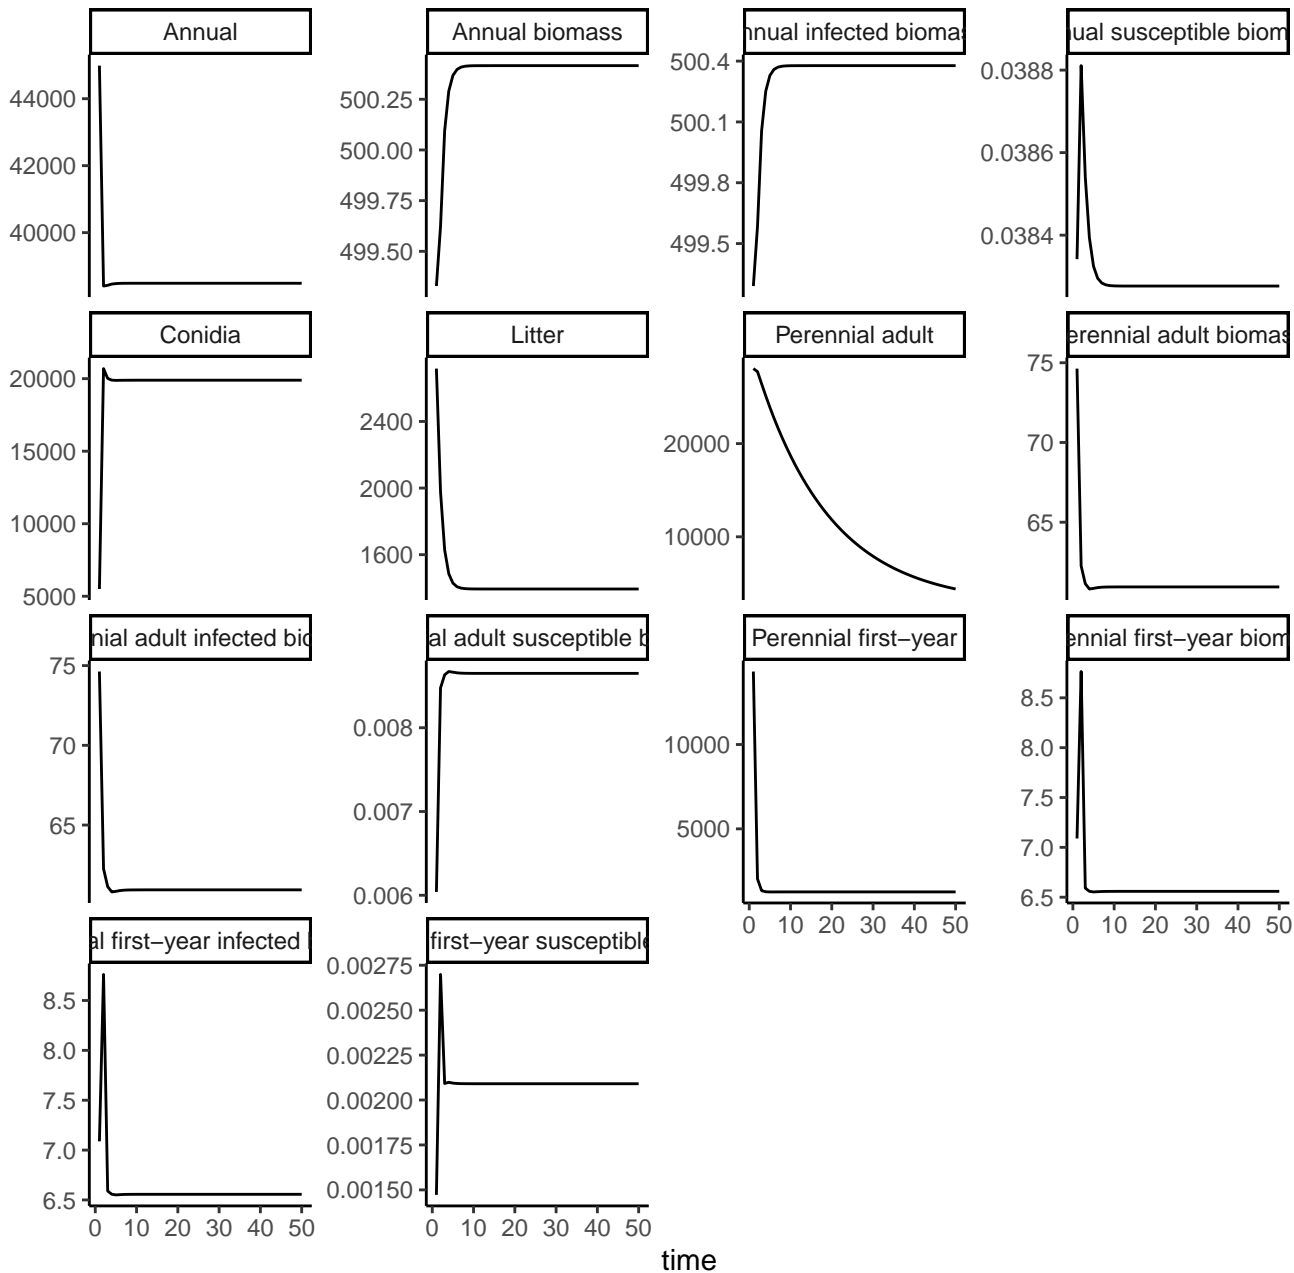 Annual
Annual biomass
nnual infected biomas
ual susceptible biom
44000
42000
40000
500.25
500.00
499.75
499.50
500.4
500.1
499.8
499.5
0.0388
0.0386
0.0384
Conidia
Litter
Perennial adult
erennial adult biomas
20000
15000
10000
5000
2400
2000
1600
20000
10000
75
70
65
nial adult infected bio
al adult susceptible b
Perennial first−year
ennial first−year biom
75
70
65
0.008
0.007
0.006
10000
5000
8.5
8.0
7.5
7.0
6.5
0 10 20 30 40 50
0 10 20 30 40 50
al first−year infected
first−year susceptible
8.5
8.0
7.5
7.0
6.5
0.00275
0.00250
0.00225
0.00200
0.00175
0.00150
0 10 20 30 40 50
0 10 20 30 40 50
time